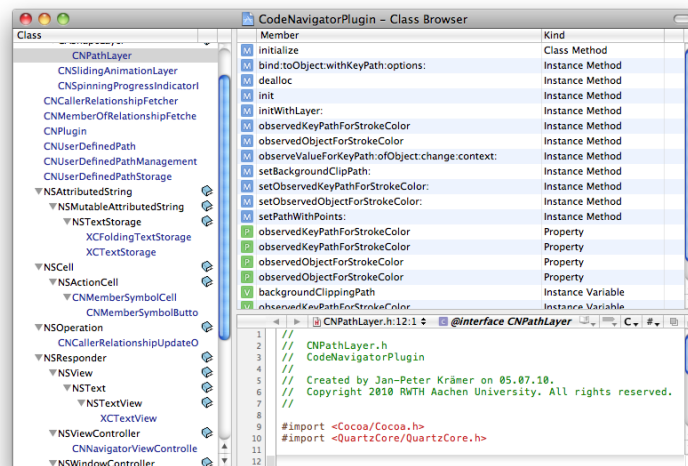 CodeNavigatorPlugin – Class Browser
Class
CNPathLayer
CNSlidingAnimationLayer
CNSpinningProgressIndicatorI
CNCallerRelationshipFetcher
CNMemberOfRelationshipFetche
CNPlugin
CNUserDefinedPath
CNUserDefinedPathManagement
CNUserDefinedPathStorage
NSAttributedString
NSMutableAttributedString
NSTextStorage
XCFoldingTextStorage
XCTextStorage
NSCell
NSActionCell
CNMemberSymbolCell
CNMemberSymbolButto
NSOperation
CNCallerRelationshipUpdateO
NSResponder
NSView
NSText
NSTextView
XCTextView
NSViewController
CNNavigatorViewControlle
NSWindowController
Member Kind
M initialize Class Method
M bind:toObject:withKeyPath:options: Instance Method
M dealloc Instance Method
M init Instance Method
M initWithLayer: Instance Method
M observedKeyPathForStrokeColor Instance Method
M observedObjectForStrokeColor Instance Method
M observeValueForKeyPath:ofObject:change:context: Instance Method
M setBackgroundClipPath: Instance Method
M setObservedKeyPathForStrokeColor: Instance Method
M setObservedObjectForStrokeColor: Instance Method
M setPathWithPoints: Instance Method
P observedKeyPathForStrokeColor Property
P observedKeyPathForStrokeColor Property
P observedObjectForStrokeColor Property
P observedObjectForStrokeColor Property
V backgroundClippingPath Instance Variable
V observedKeyPathForStrokeColor Instance Variable
CNPathLayer.h:12:1 @interface CNPathLayer C #
1 //
2 // CNPathLayer.h
3 // CodeNavigatorPlugin
4 //
5 // Created by Jan-Peter Krämer on 05.07.10.
6 // Copyright 2010 RWTH Aachen University. All rights reserved.
7 //
8
9 #import <Cocoa/Cocoa.h>
10 #import <QuartzCore/QuartzCore.h>
11
12